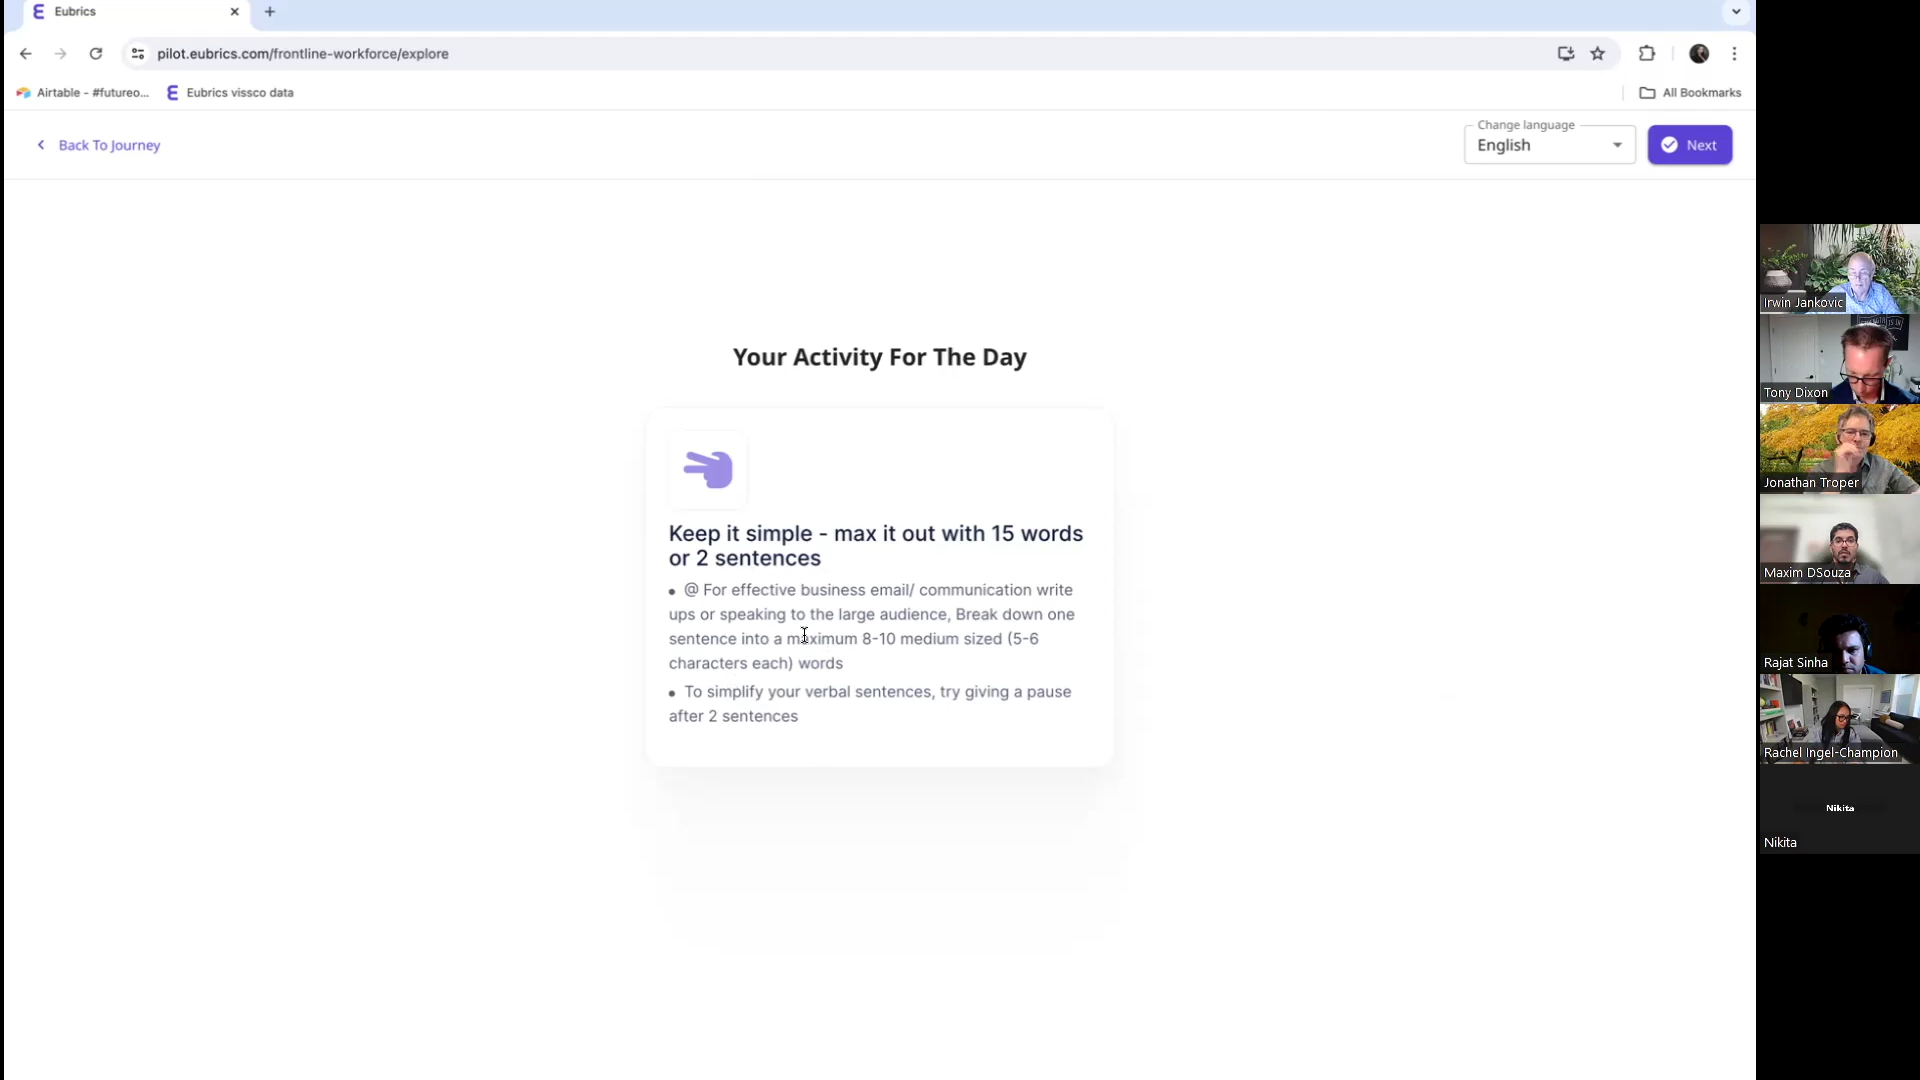 Eubrics
pilot.eubrics.com/frontline-workforce/explore
Airtable - #futureo...
Eubrics vissco data
All Bookmarks
Back To Journey
Change language
English
Next
Your Activity For The Day
Keep it simple - max it out with 15 words
or 2 sentences
• @ For effective business email/ communication write
ups or speaking to the large audience, Break down one
sentence into a maximum 8-10 medium sized (5-6
characters each) words
• To simplify your verbal sentences, try giving a pause
after 2 sentences
Irwin Jankovic
Tony Dixon
Jonathan Troper
Maxim DSouza
Rajat Sinha
Rachel Ingel-Champion
Nikita
Nikita